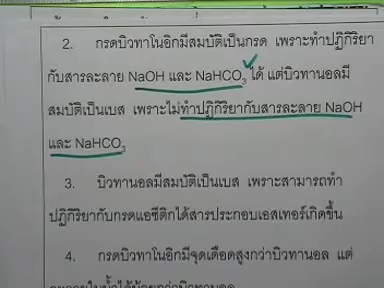 2. กรดบิวทาโนอิกมีสมบัติเป็นกรด เพราะทำปฏิกิริยา
กับสารละลาย NaOH และ NaHCO3 ได้ แต่บิวทานอลมี
สมบัติเป็นเบส เพราะไม่ทำปฏิกิริยากับสารละลาย NaOH
และ NaHCO3
3. บิวทานอลมีสมบัติเป็นเบส เพราะสามารถทำ
ปฏิกิริยากับกรดแอซีติกได้สารประกอบเอสเทอร์เกิดขึ้น
4. กรดบิวทาโนอิกมีจุดเดือดสูงกว่าบิวทานอล แต่